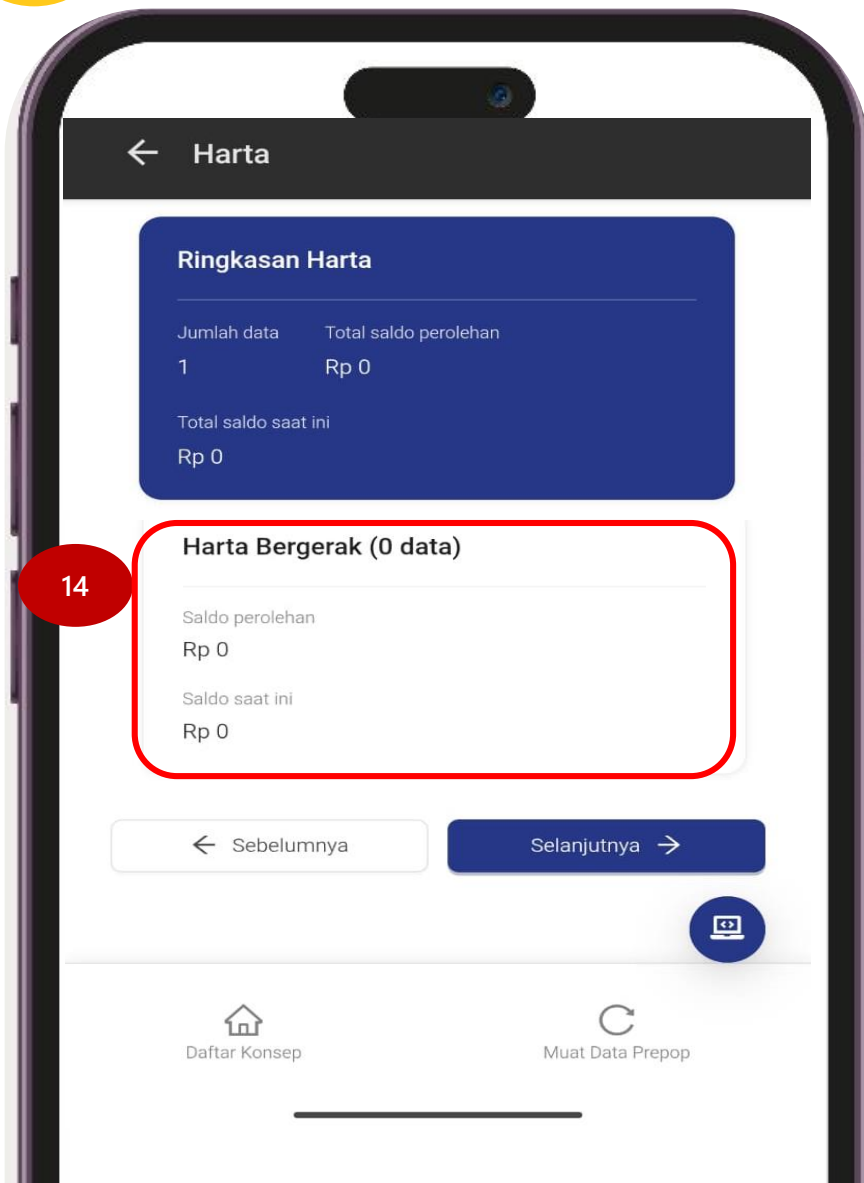 Harta
Ringkasan Harta
Jumlah data Total saldo perolehan
1 Rp 0
Total saldo saat ini
Rp 0
Harta Bergerak (0 data)
14
Saldo perolehan
Rp 0
Saldo saat ini
Rp 0
Sebelumnya Selanjutnya
Daftar Konsep Muat Data Prepop